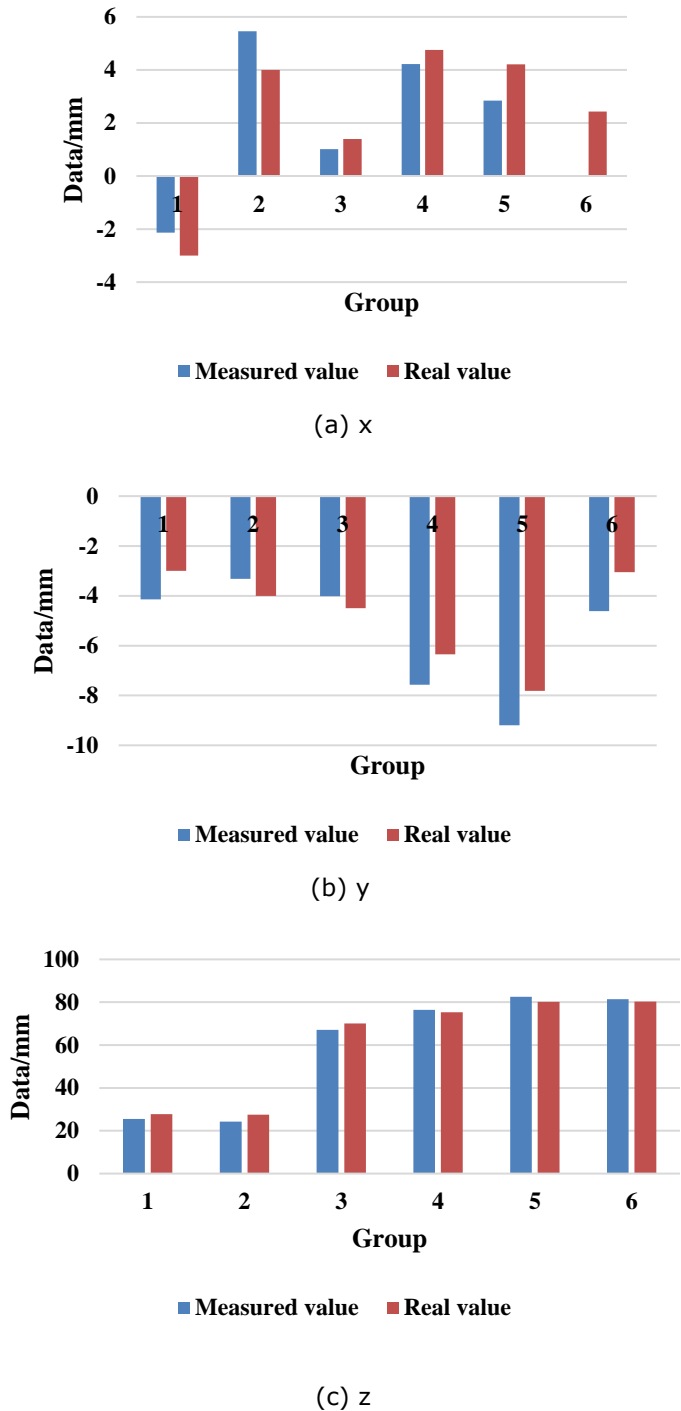 6
4
2
0
-2
-4
Data/mm
1 2 3 4 5 6
Group
Measured value Real value
(a) x
0
-2
-4
-6
-8
-10
Data/mm
1 2 3 4 5 6
Group
Measured value Real value
(b) y
100
80
60
40
20
0
Data/mm
1 2 3 4 5 6
Group
Measured value Real value
(c) z